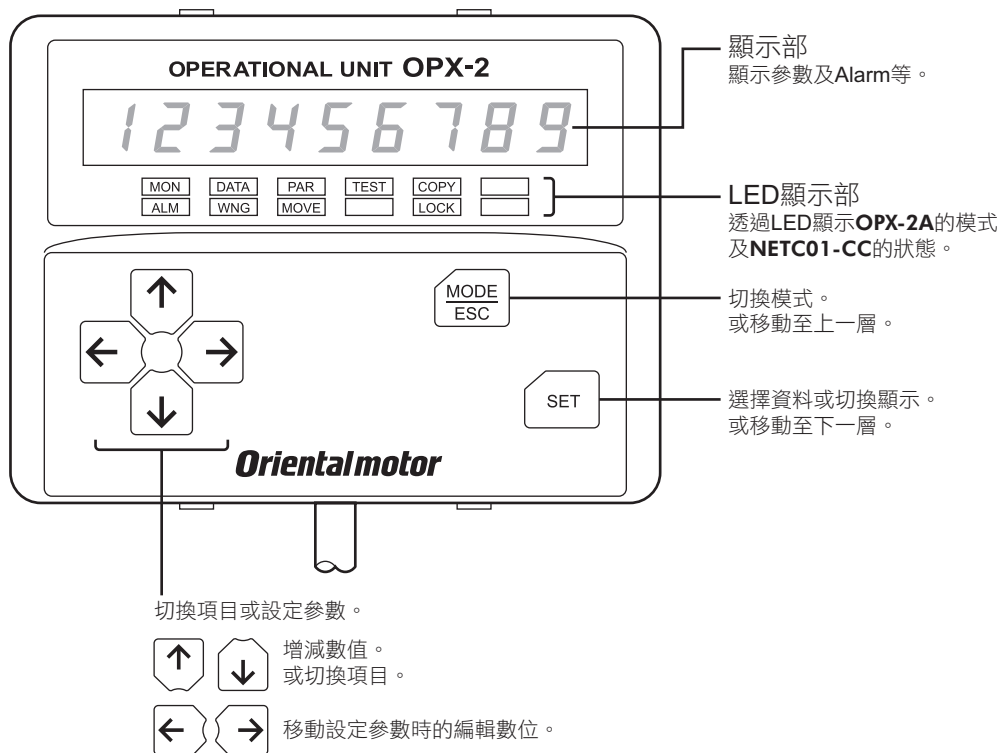 OPERATIONAL UNIT OPX-2
123456789
MON DATA PAR TEST COPY
ALM WNG MOVE LOCK
MODE
ESC
SET
Orientalmotor
顯示部
顯示參數及Alarm等。
LED顯示部
透過LED顯示OPX-2A的模式
及NETC01-CC的狀態。
切換模式。
或移動至上一層。
選擇資料或切換顯示。
或移動至下一層。
切換項目或設定參數。
↑ ↓ 增減數值。
或切換項目。
← → 移動設定參數時的編輯數位。